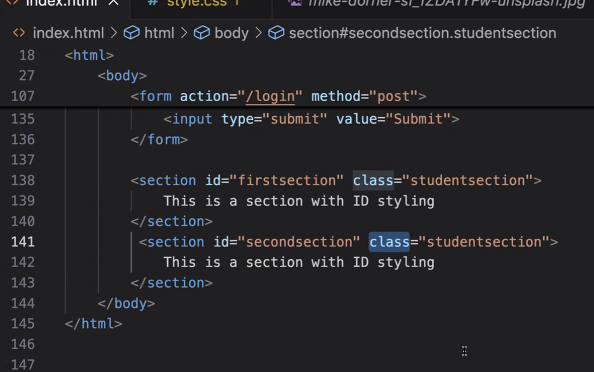 index.html × # style.css 1 mike-dorner-sf_1ZDA1YFw-unsplash.jpg
<> index.html > html > body > section#secondsection.studentsection
18 <html>
27 <body>
107 <form action="/login" method="post">
135 <input type="submit" value="Submit">
136 </form>
137
138 <section id="firstsection" class="studentsection">
139 This is a section with ID styling
140 </section>
141 <section id="secondsection" class="studentsection">
142 This is a section with ID styling
143 </section>
144 </body>
145 </html>
146
147